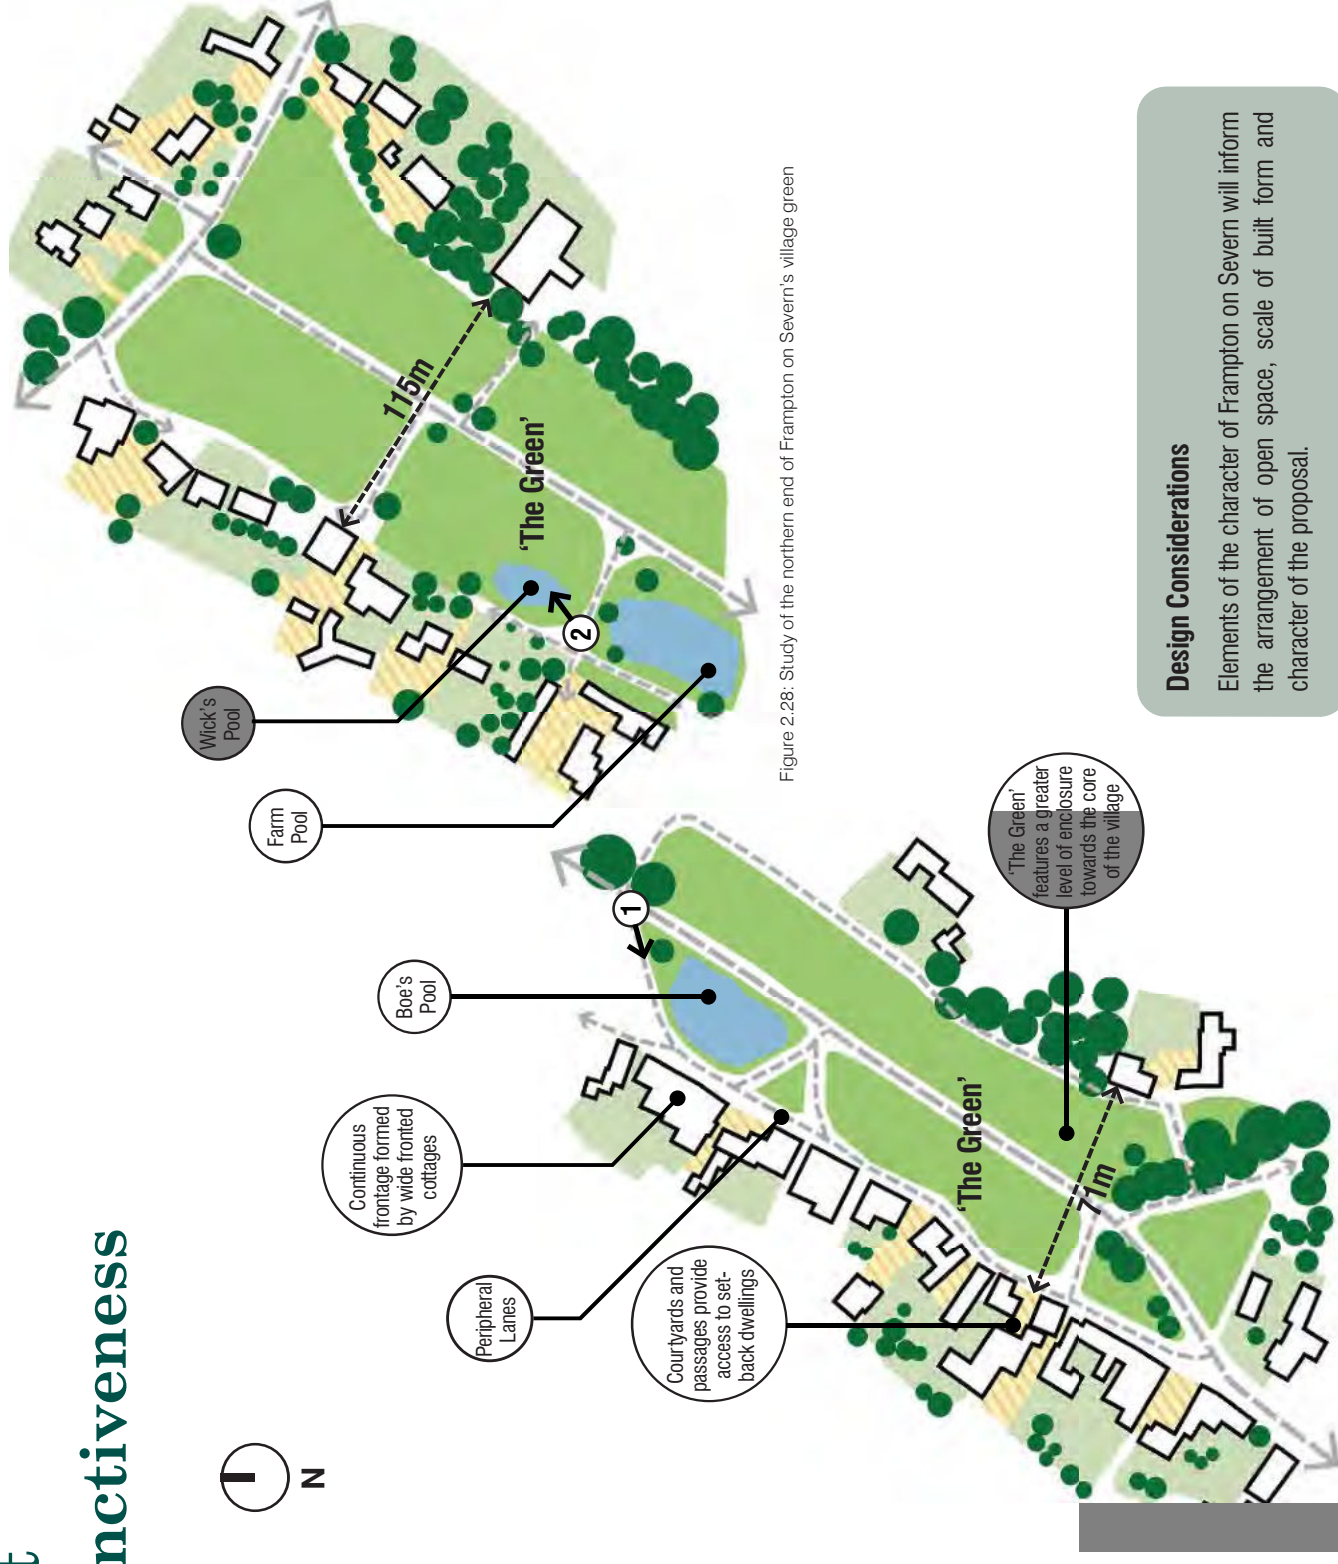 t
nctiveness
N
Wick's
Pool
Farm
Pool
Boe's
Pool
Continuous
frontage formed
by wide fronted
cottages
Peripheral
Lanes
Courtyards and
passages provide
access to set-
back dwellings
'The Green'
features a greater
level of enclosure
towards the core
of the village
115m
'The Green'
2
1
'The Green'
1m
Figure 2.28: Study of the northern end of Frampton on Severn's village green
Design Considerations
Elements of the character of Frampton on Severn will inform
the arrangement of open space, scale of built form and
character of the proposal.